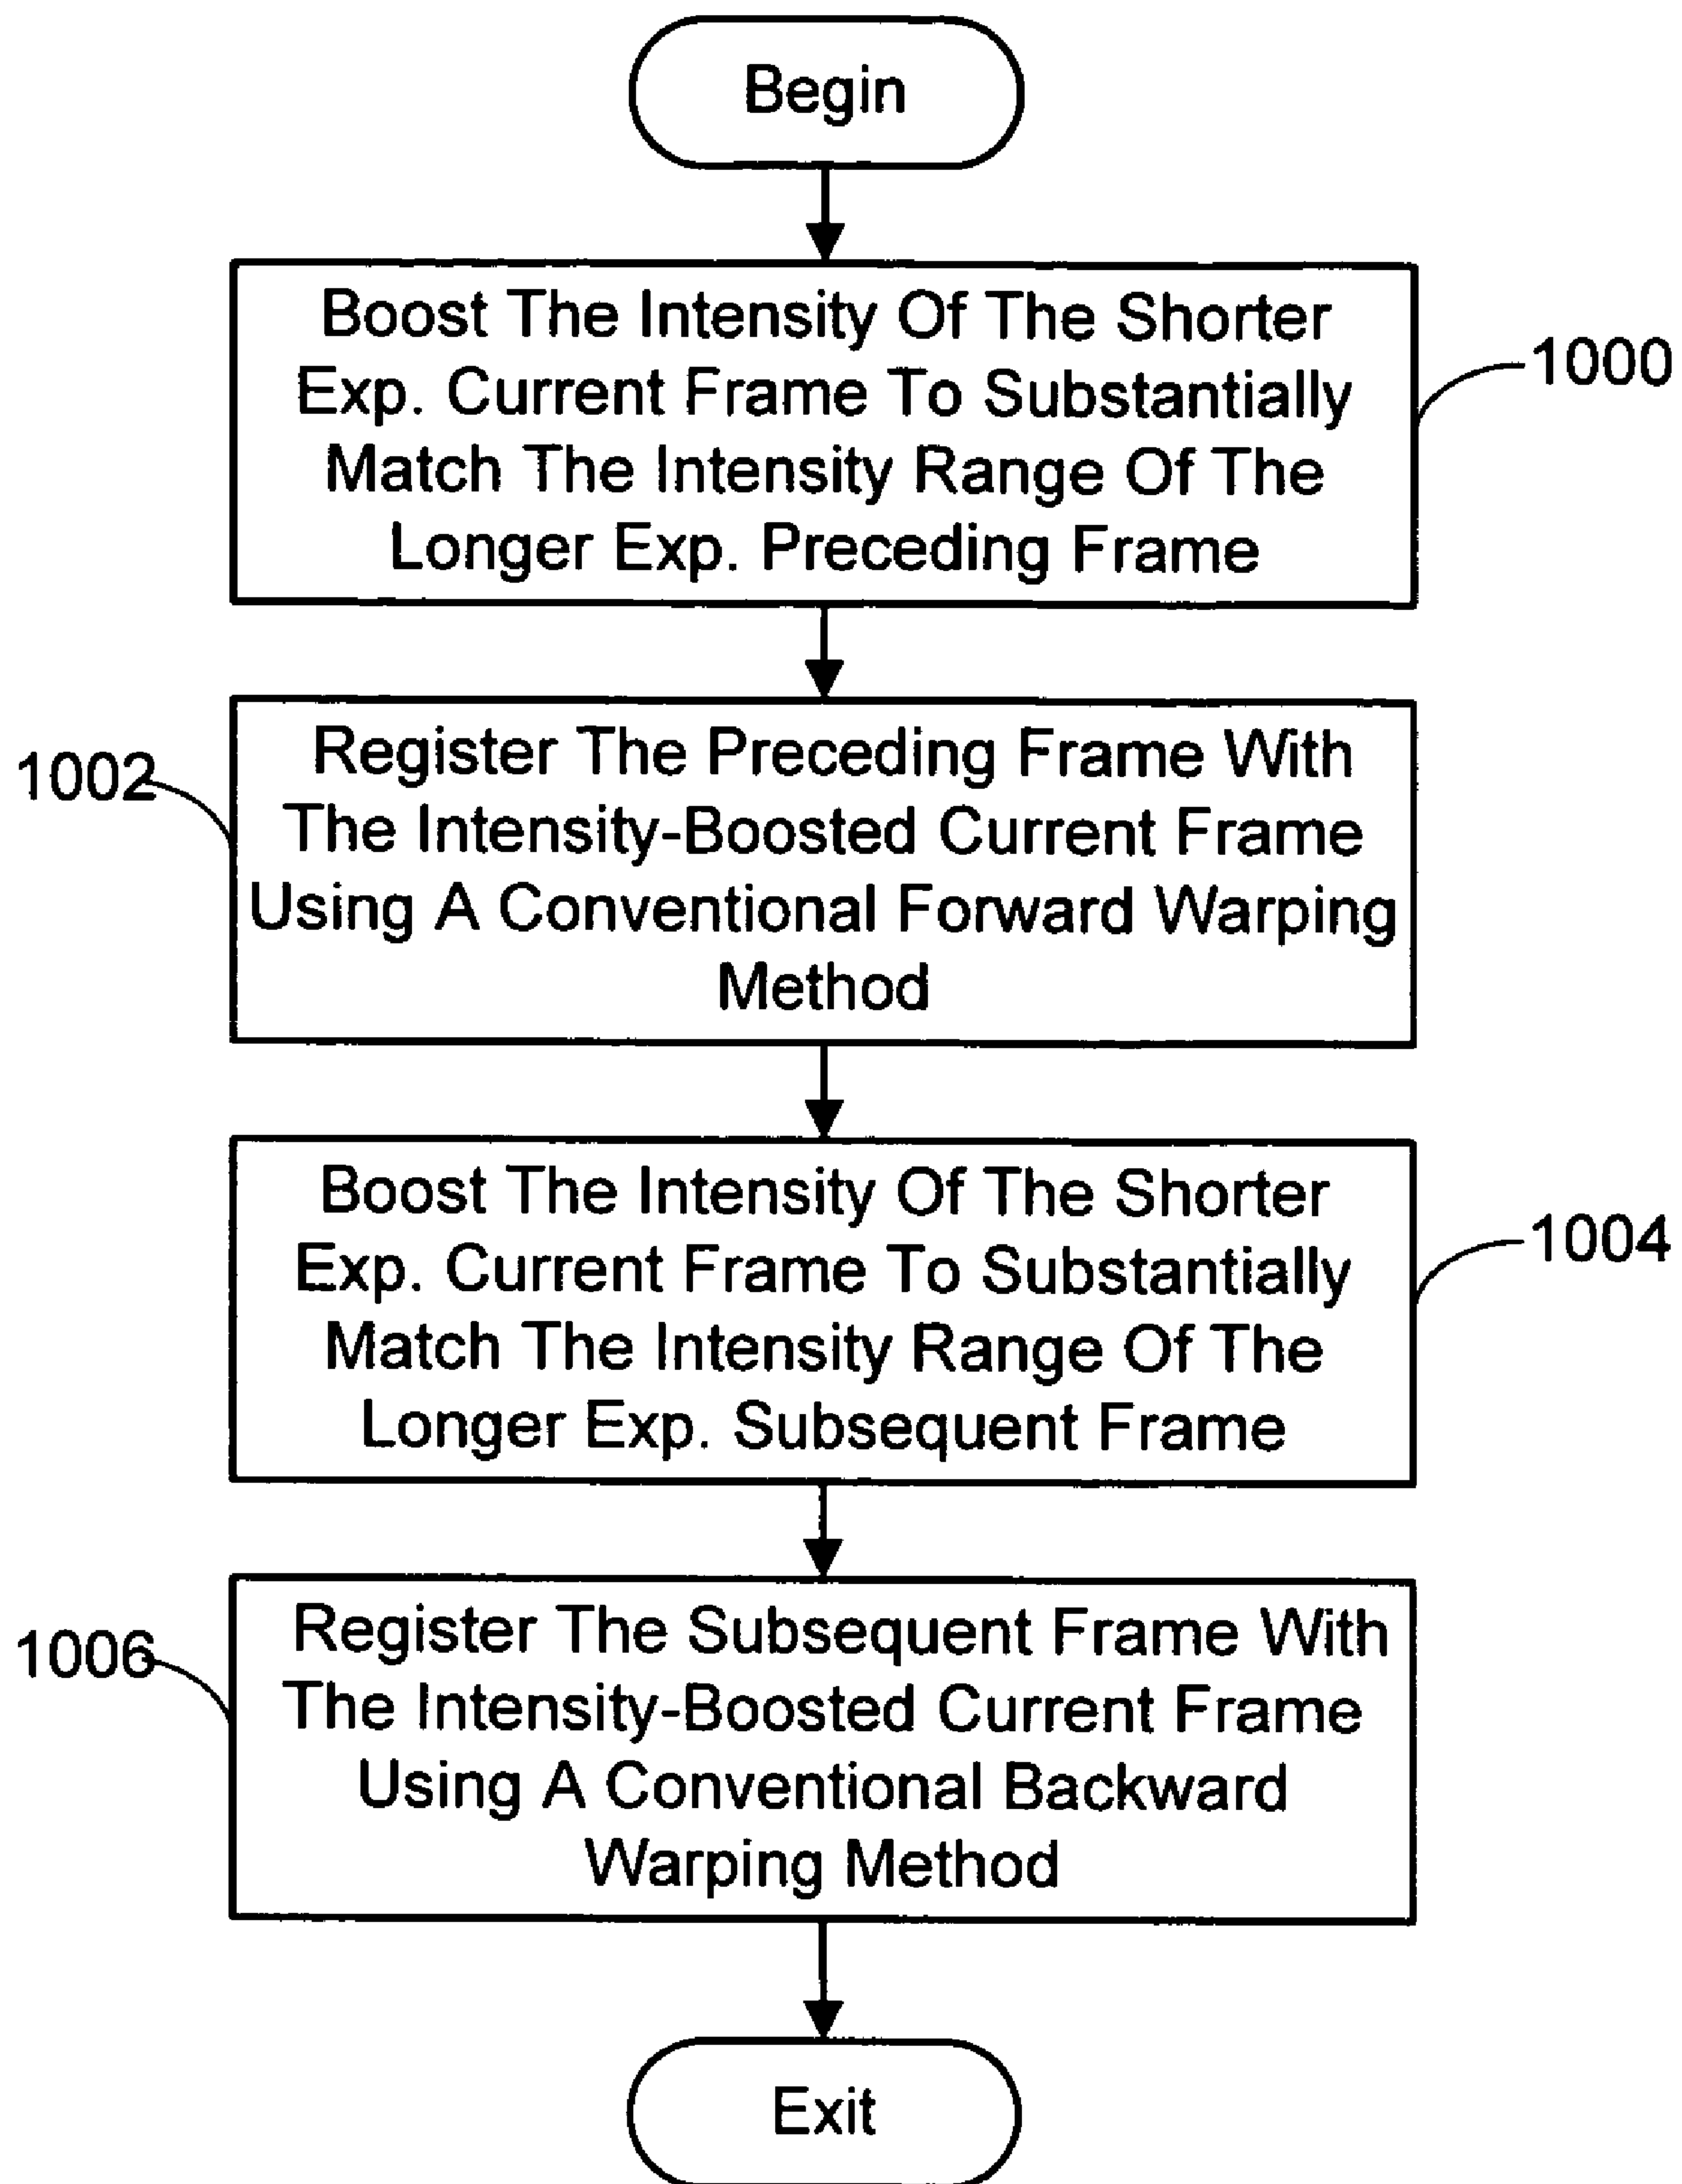 Begin
Boost The Intensity Of The Shorter
Exp. Current Frame To Substantially
Match The Intensity Range Of The
Longer Exp. Preceding Frame
1000
Register The Preceding Frame With
The Intensity-Boosted Current Frame
Using A Conventional Forward Warping
Method
1002
Boost The Intensity Of The Shorter
Exp. Current Frame To Substantially
Match The Intensity Range Of The
Longer Exp. Subsequent Frame
1004
Register The Subsequent Frame With
The Intensity-Boosted Current Frame
Using A Conventional Backward
Warping Method
1006
Exit